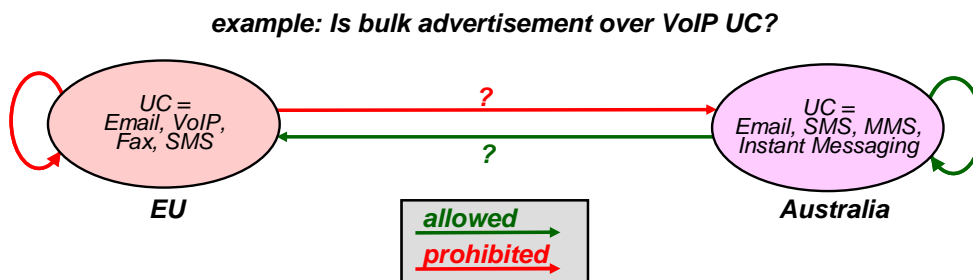 example: Is bulk advertisement over VoIP UC?
UC =
Email, VoIP,
Fax, SMS
EU
?
?
UC =
Email, SMS, MMS,
Instant Messaging
Australia
allowed
prohibited